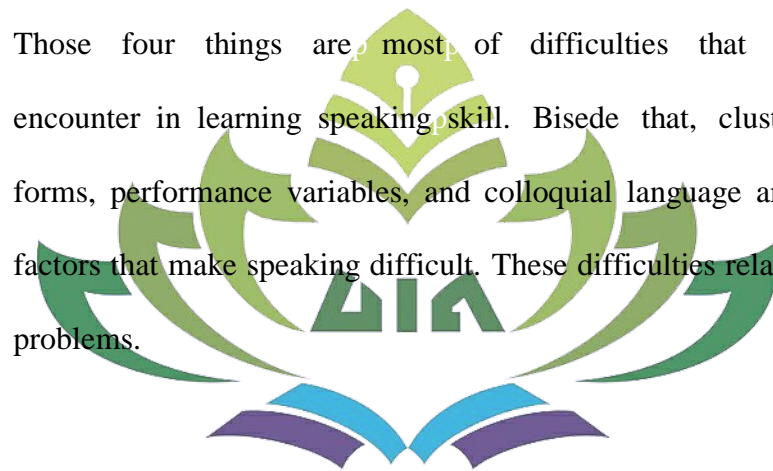 Those four things are most of difficulties that
encounter in learning speaking skill. Bisede that, clust
forms, performance variables, and colloquial language
factors that make speaking difficult. These difficulties rela
problems.